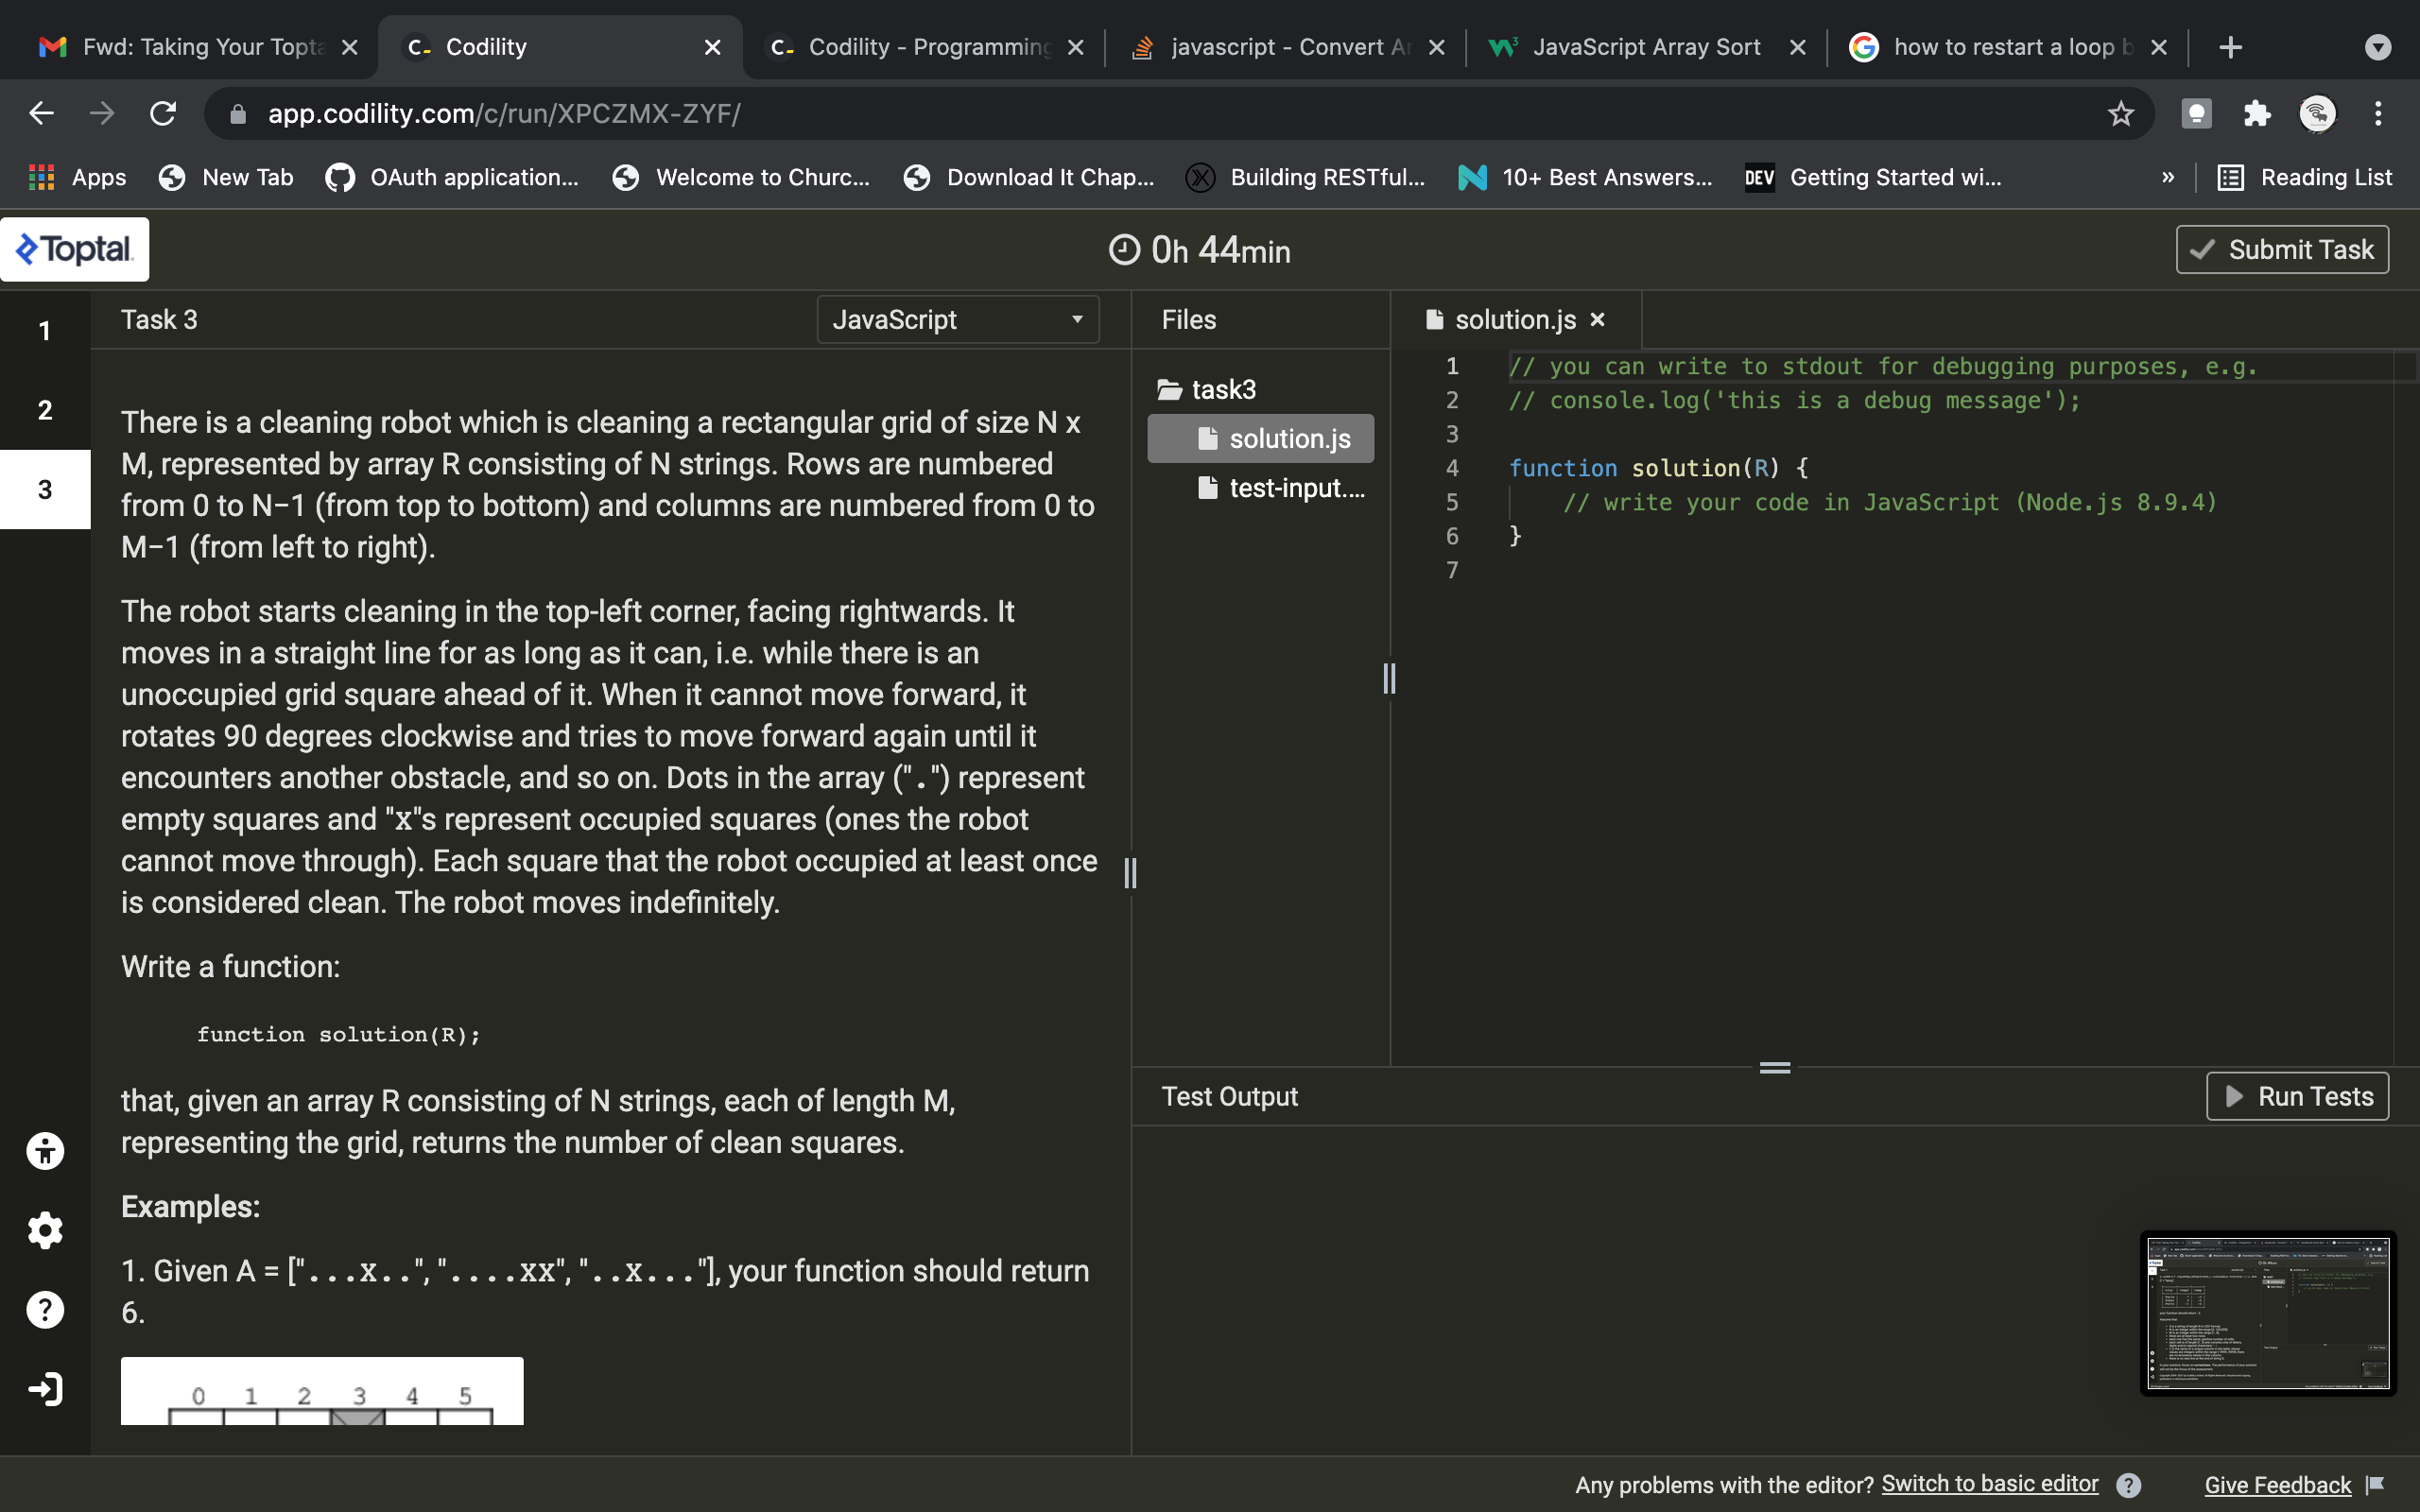 Fwd: Taking Your Topta
Codility
Codility - Programming
javascript - Convert Ar
JavaScript Array Sort
how to restart a loop b
app.codility.com/c/run/XPCZMX-ZYF/
Apps
New Tab
OAuth application...
Welcome to Churc...
Download It Chap...
Building RESTful...
10+ Best Answers...
DEV
Getting Started wi...
»
Reading List
Toptal.
0h 44min
Submit Task
1
2
3
Task 3
JavaScript
There is a cleaning robot which is cleaning a rectangular grid of size N x
M, represented by array R consisting of N strings. Rows are numbered
from 0 to N−1 (from top to bottom) and columns are numbered from 0 to
M−1 (from left to right).
The robot starts cleaning in the top-left corner, facing rightwards. It
moves in a straight line for as long as it can, i.e. while there is an
unoccupied grid square ahead of it. When it cannot move forward, it
rotates 90 degrees clockwise and tries to move forward again until it
encounters another obstacle, and so on. Dots in the array (".") represent
empty squares and "X"s represent occupied squares (ones the robot
cannot move through). Each square that the robot occupied at least once
is considered clean. The robot moves indefinitely.
Write a function:
function solution(R);
that, given an array R consisting of N strings, each of length M,
representing the grid, returns the number of clean squares.
Examples:
1. Given A = ["...X..", "....XX", "..X..."], your function should return
6.
0 1 2 3 4 5
Files
task3
solution.js
test-input....
solution.js
1 // you can write to stdout for debugging purposes, e.g.
2 // console.log('this is a debug message');
3
4 function solution(R) {
5 // write your code in JavaScript (Node.js 8.9.4)
6 }
7
Test Output
Run Tests
Any problems with the editor? Switch to basic editor
Give Feedback